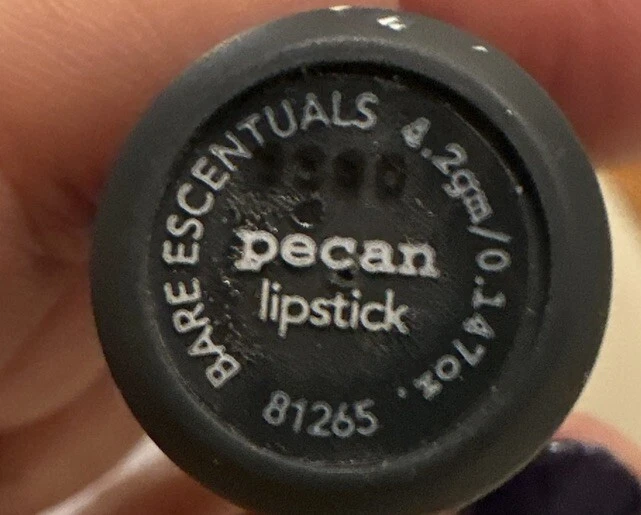 BARE ESCENTUALS
4.2gm/0.147oz.
pecan
lipstick
81265